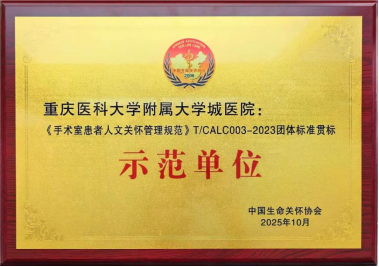 2006
重庆医科大学附属大学城医院：
《手术室患者人文关怀管理规范》T/CALC003-2023团体标准贯标
示范单位
中国生命关怀协会
2025年10月